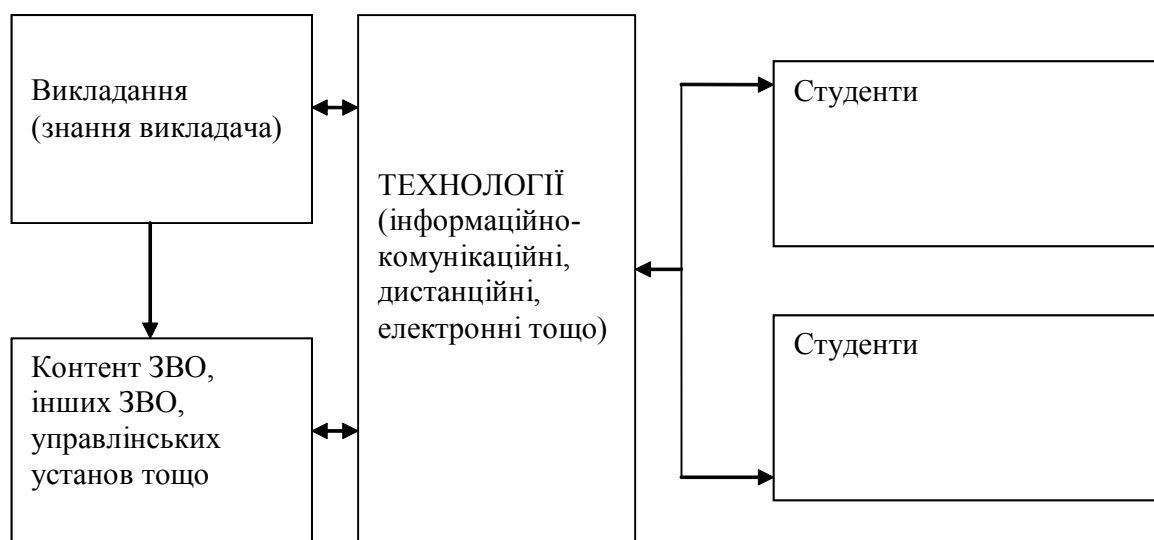 Викладання
(знання викладача)
Контент ЗВО,
інших ЗВО,
управлінських
установ тощо
ТЕХНОЛОГІЇ
(інформаційно-
комунікаційні,
дистанційні,
електронні тощо)
Студенти
Студенти